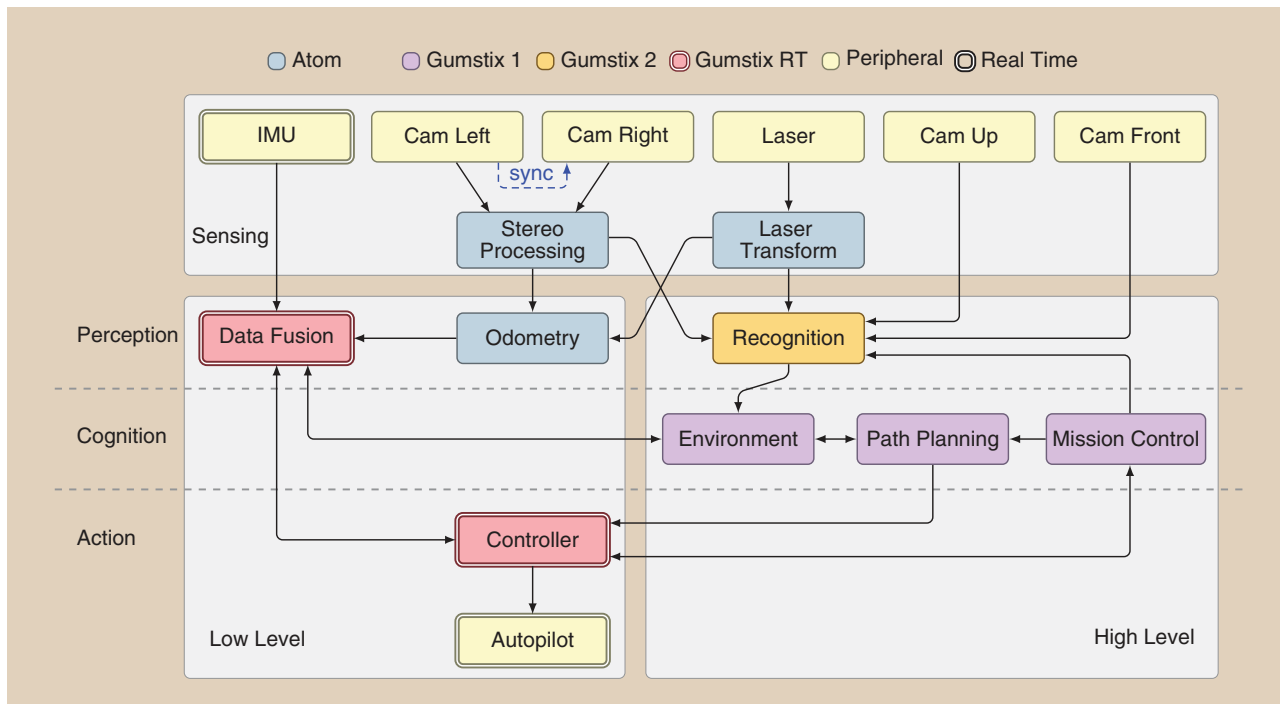 Atom
Gumstix 1
Gumstix 2
Gumstix RT
Peripheral
Real Time
IMU
Cam Left
Cam Right
Laser
Cam Up
Cam Front
sync
Sensing
Stereo
Processing
Laser
Transform
Perception
Data Fusion
Odometry
Recognition
Cognition
Environment
Path Planning
Mission Control
Action
Controller
Low Level
Autopilot
High Level